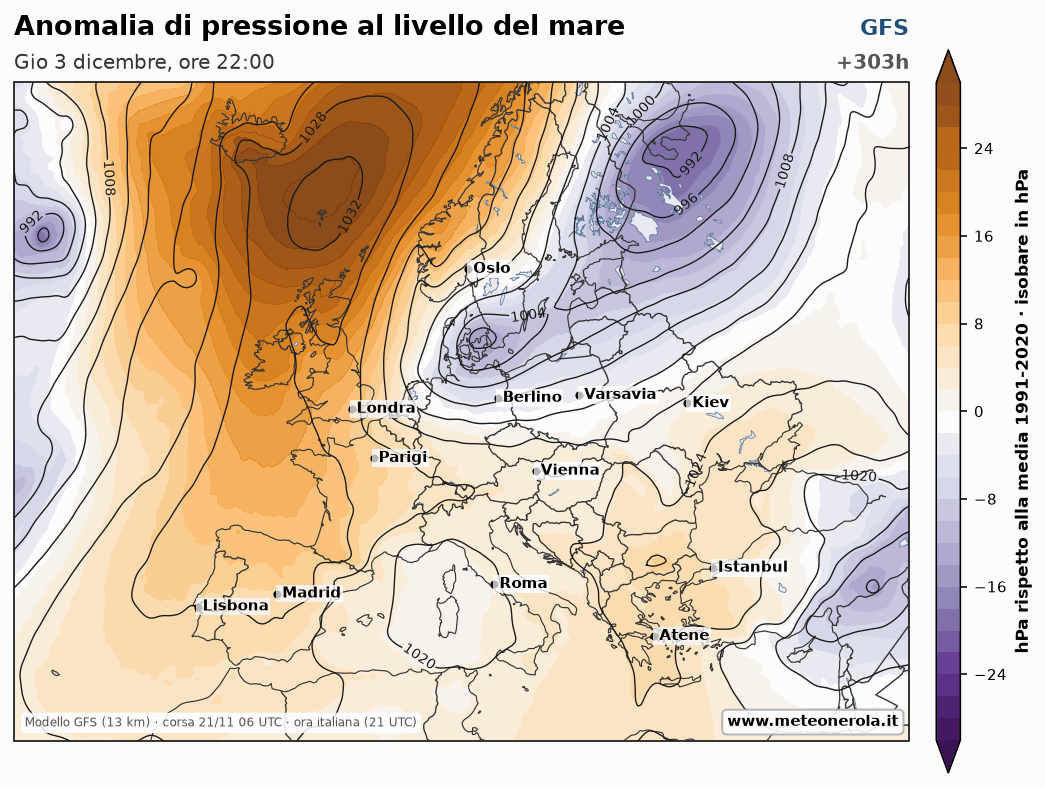 Anomalia di pressione al livello del mare
GFS
Gio 3 dicembre, ore 22:00
+303h
1028
1004
1000
1008
992
1008
1032
996
992
Oslo
1004
Berlino
Varsavia
Kiev
Londra
Parigi
Vienna
1024
1020
Istanbul
Roma
Madrid
Lisbona
Atene
1020
Modello GFS (13 km) · corsa 21/11 06 UTC · ora italiana (21 UTC)
www.meteonerola.it
24
16
8
0
−8
−16
−24
hPa rispetto alla media 1991-2020 · isobare in hPa